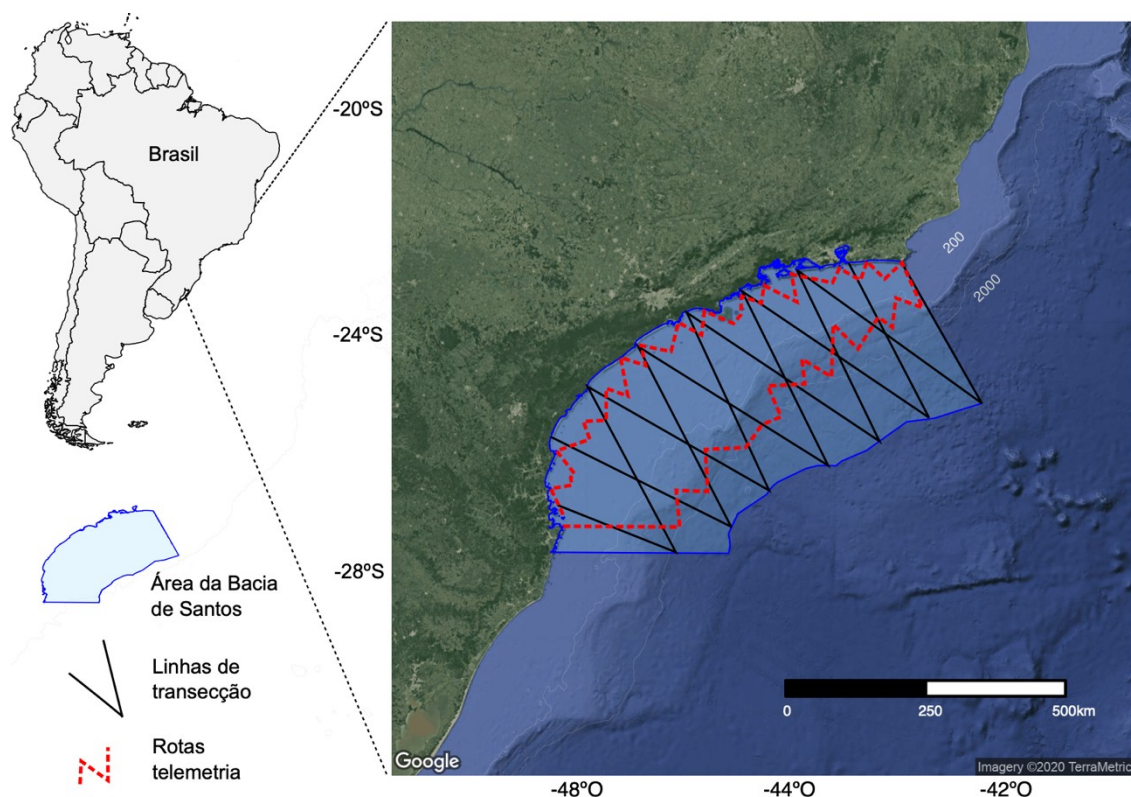 Brasil
-20ºS
-24ºS
-28ºS
200
2000
Área da Bacia
de Santos
Linhas de
transecção
Rotas
telemetria
0
250
500km
Google
Imagery ©2020 TerraMetric
-48ºO
-44ºO
-42ºO